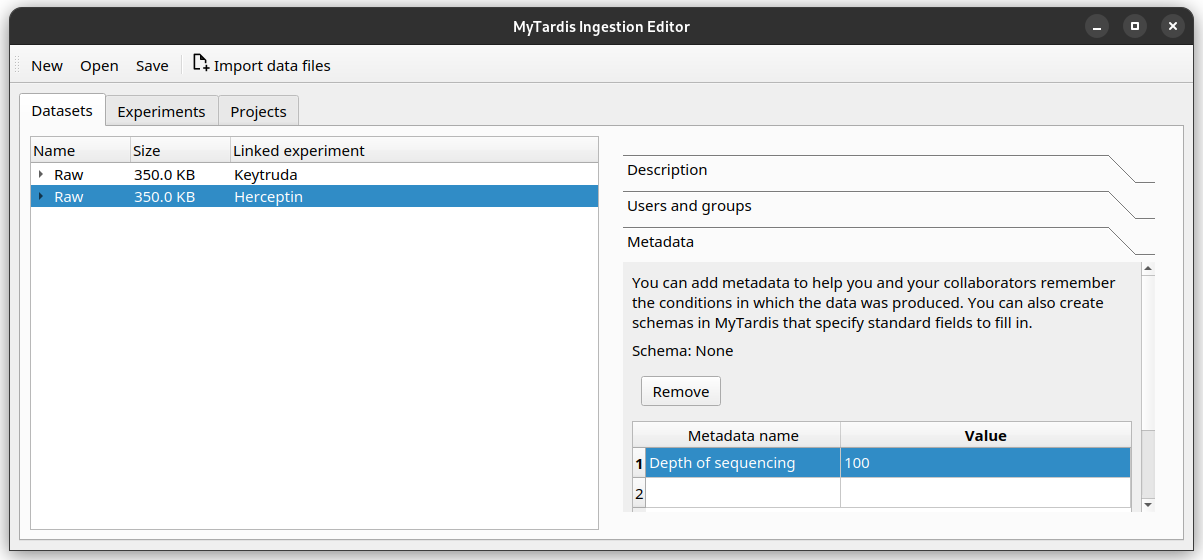 MyTardis Ingestion Editor
New Open Save Import data files
Datasets Experiments Projects
Name Size Linked experiment
Raw 350.0 KB Keytruda
Raw 350.0 KB Herceptin
Description
Users and groups
Metadata
You can add metadata to help you and your collaborators remember
the conditions in which the data was produced. You can also create
schemas in MyTardis that specify standard fields to fill in.
Schema: None
Remove
Metadata name Value
1 Depth of sequencing 100
2